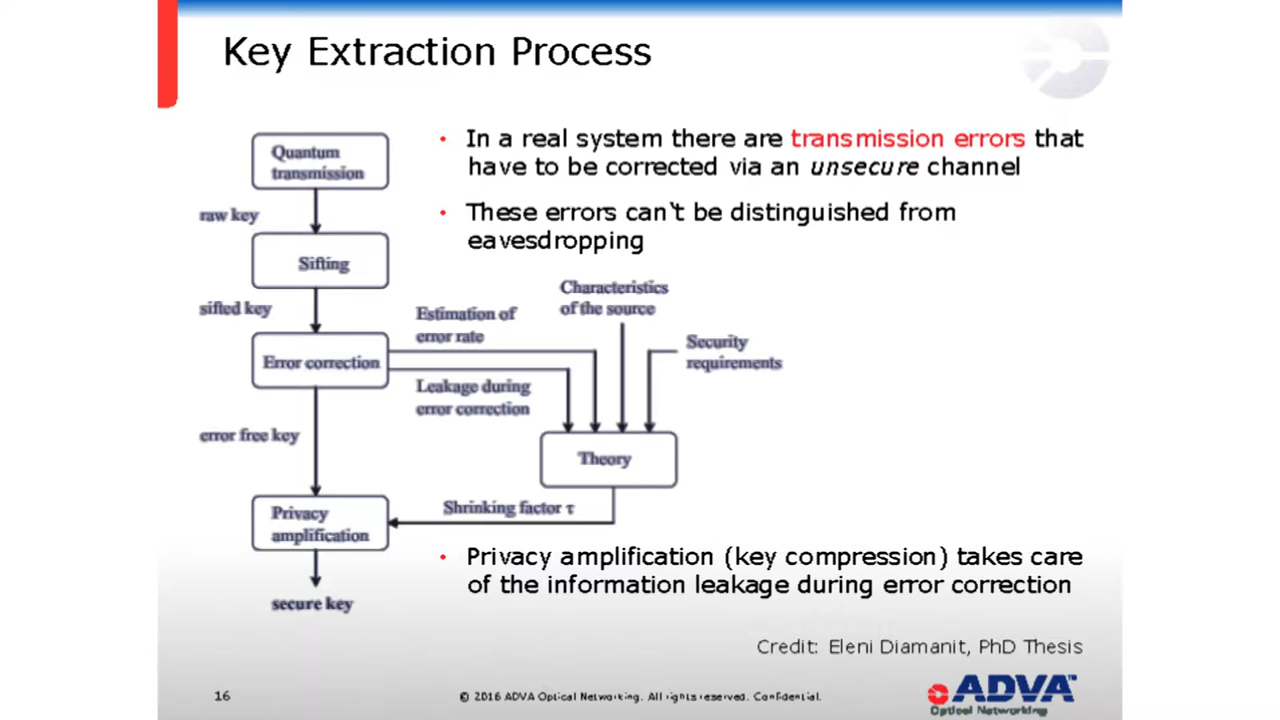 Key Extraction Process
• In a real system there are transmission errors that
have to be corrected via an unsecure channel
• These errors can't be distinguished from
eavesdropping
Quantum
transmission
raw key
Sifting
sifted key
Error correction
Estimation of
error rate
Leakage during
error correction
Characteristics
of the source
Security
requirements
error free key
Theory
Shrinking factor τ
Privacy
amplification
secure key
• Privacy amplification (key compression) takes care
of the information leakage during error correction
Credit: Eleni Diamanit, PhD Thesis
16
© 2016 ADVA Optical Networking. All rights reserved. Confidential.
ADVA™
Optical Networking